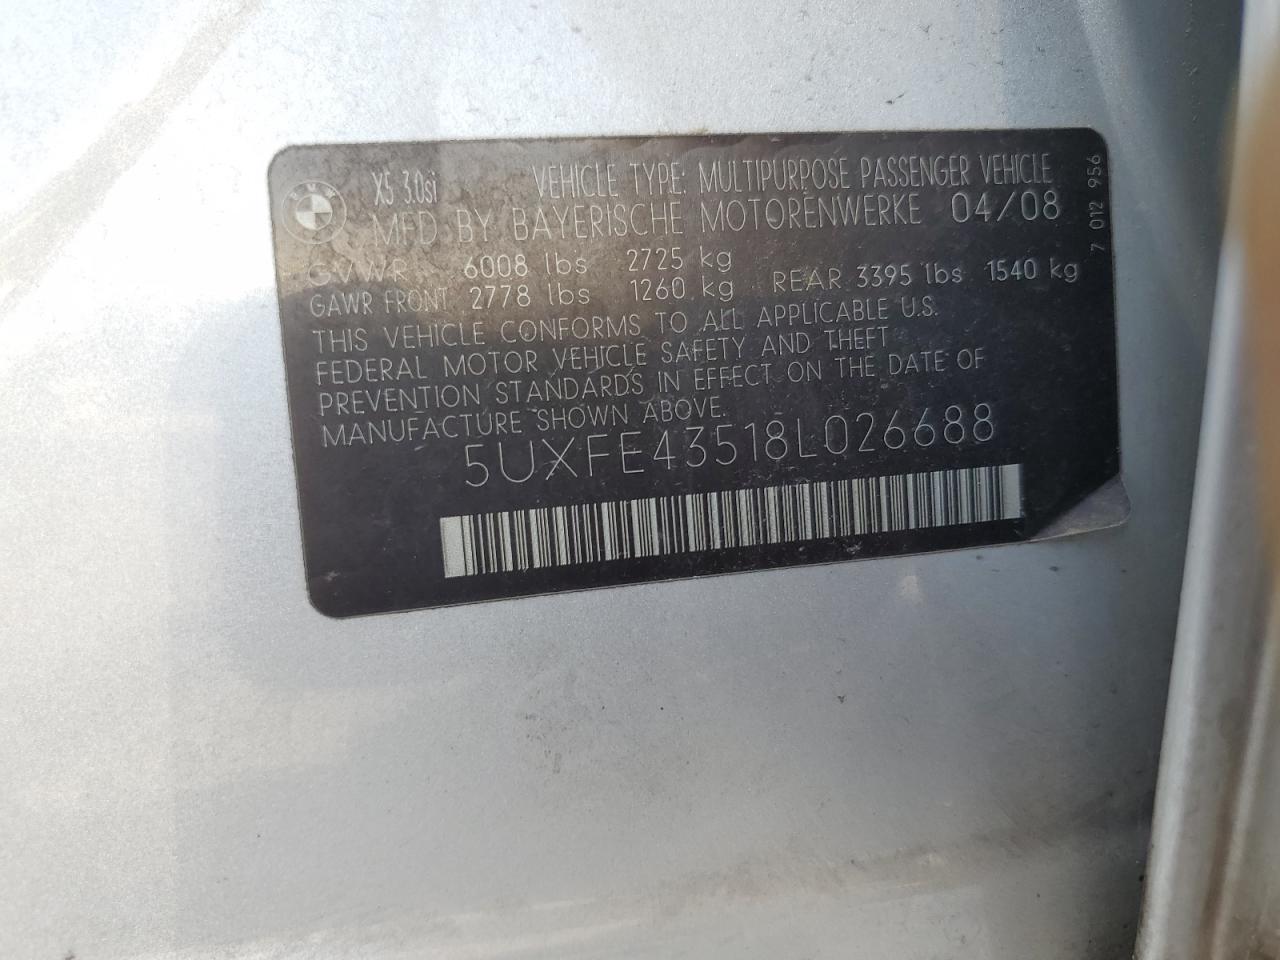 X5 3.0si VEHICLE TYPE: MULTIPURPOSE PASSENGER VEHICLE
MFD BY BAYERISCHE MOTORENWERKE 04/08
GVWR 6008 lbs 2725 kg
GAWR FRONT 2778 lbs 1260 kg REAR 3395 lbs 1540 kg
THIS VEHICLE CONFORMS TO ALL APPLICABLE U.S.
FEDERAL MOTOR VEHICLE SAFETY AND THEFT
PREVENTION STANDARDS IN EFFECT ON THE DATE OF
MANUFACTURE SHOWN ABOVE.
5UXFE43518L026688
7 012 956